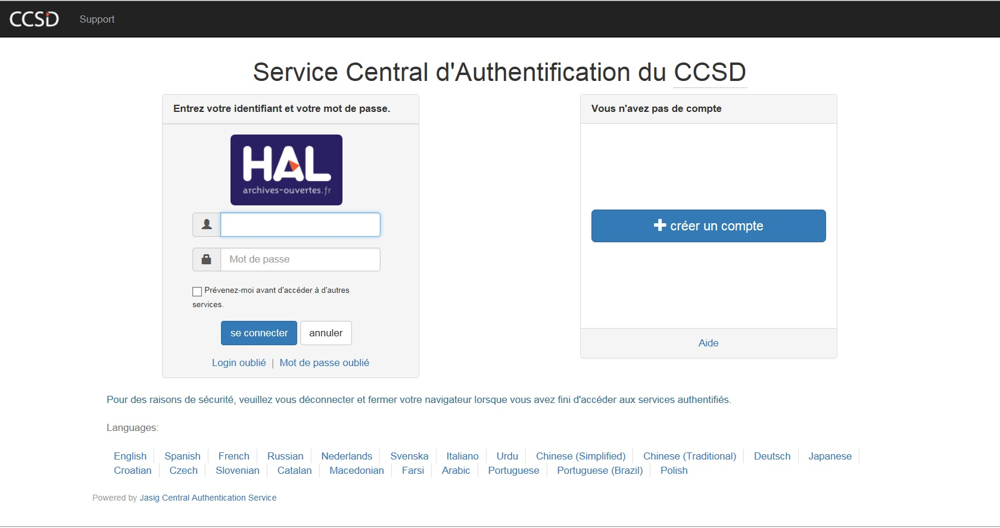 CCSD Support
Service Central d'Authentification du CCSD
Entrez votre identifiant et votre mot de passe.
HAL
archives-ouvertes.fr
Mot de passe
Prévenez-moi avant d'accéder à d'autres
services.
se connecter annuler
Login oublié | Mot de passe oublié
Vous n'avez pas de compte
créer un compte
Aide
Pour des raisons de sécurité, veuillez vous déconnecter et fermer votre navigateur lorsque vous avez fini d'accéder aux services authentifiés.
Languages:
English Spanish French Russian Nederlands Svenska Italiano Urdu Chinese (Simplified) Chinese (Traditional) Deutsch Japanese
Croatian Czech Slovenian Catalan Macedonian Farsi Arabic Portuguese Portuguese (Brazil) Polish
Powered by Jasig Central Authentication Service